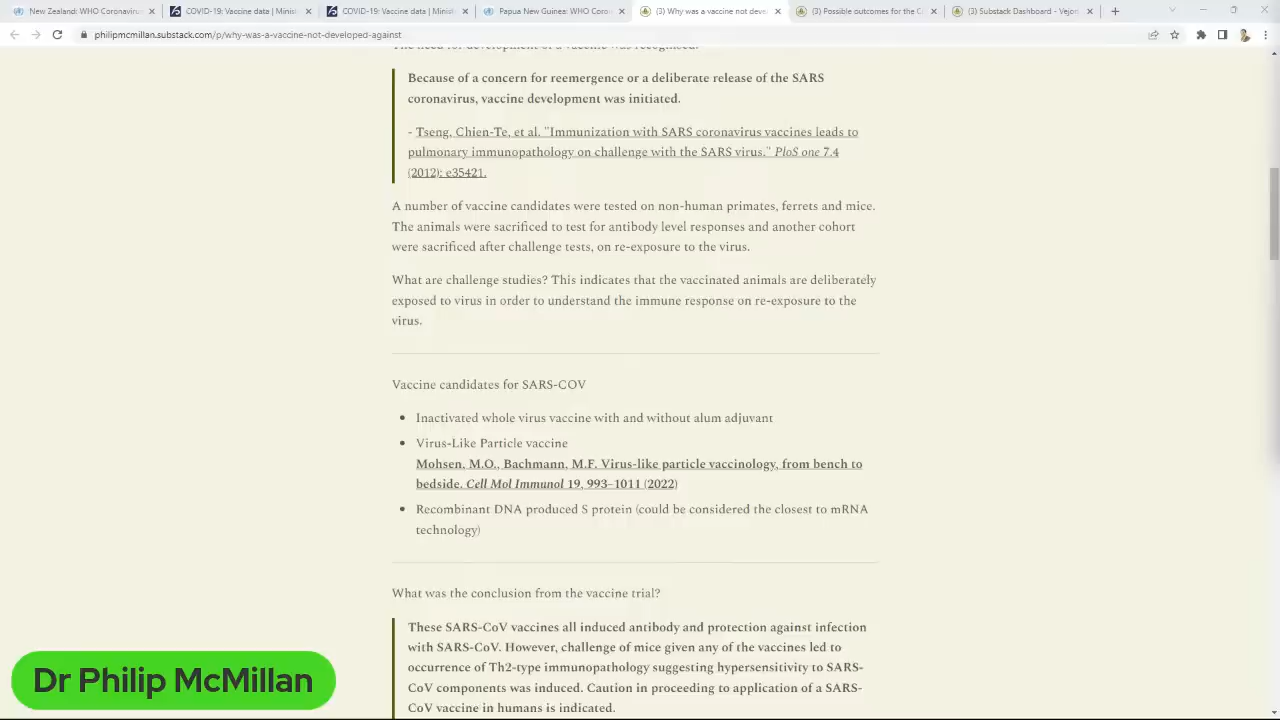 New Zealand: WHO Coronavirus
COVID-19: Vaccine data | Minist
COVID-19: Vaccine data | Minist
Papua New Guinea: WHO Coron
(3) Why was a vaccine not deve
(3) Possible outcomes for the C
(3) Substack Dashboard - Vejon
philipmcmillan.substack.com/p/why-was-a-vaccine-not-developed-against
The need for development of a vaccine was recognised.
Because of a concern for reemergence or a deliberate release of the SARS
coronavirus, vaccine development was initiated.
- Tseng, Chien-Te, et al. "Immunization with SARS coronavirus vaccines leads to
pulmonary immunopathology on challenge with the SARS virus." PloS one 7.4
(2012): e35421.
A number of vaccine candidates were tested on non-human primates, ferrets and mice.
The animals were sacrificed to test for antibody level responses and another cohort
were sacrificed after challenge tests, on re-exposure to the virus.
What are challenge studies? This indicates that the vaccinated animals are deliberately
exposed to virus in order to understand the immune response on re-exposure to the
virus.
Vaccine candidates for SARS-COV
• Inactivated whole virus vaccine with and without alum adjuvant
• Virus-Like Particle vaccine
Mohsen, M.O., Bachmann, M.F. Virus-like particle vaccinology, from bench to
bedside. Cell Mol Immunol 19, 993–1011 (2022)
• Recombinant DNA produced S protein (could be considered the closest to mRNA
technology)
What was the conclusion from the vaccine trial?
These SARS-CoV vaccines all induced antibody and protection against infection
with SARS-CoV. However, challenge of mice given any of the vaccines led to
occurrence of Th2-type immunopathology suggesting hypersensitivity to SARS-
CoV components was induced. Caution in proceeding to application of a SARS-
CoV vaccine in humans is indicated.
Dr Philip McMillan